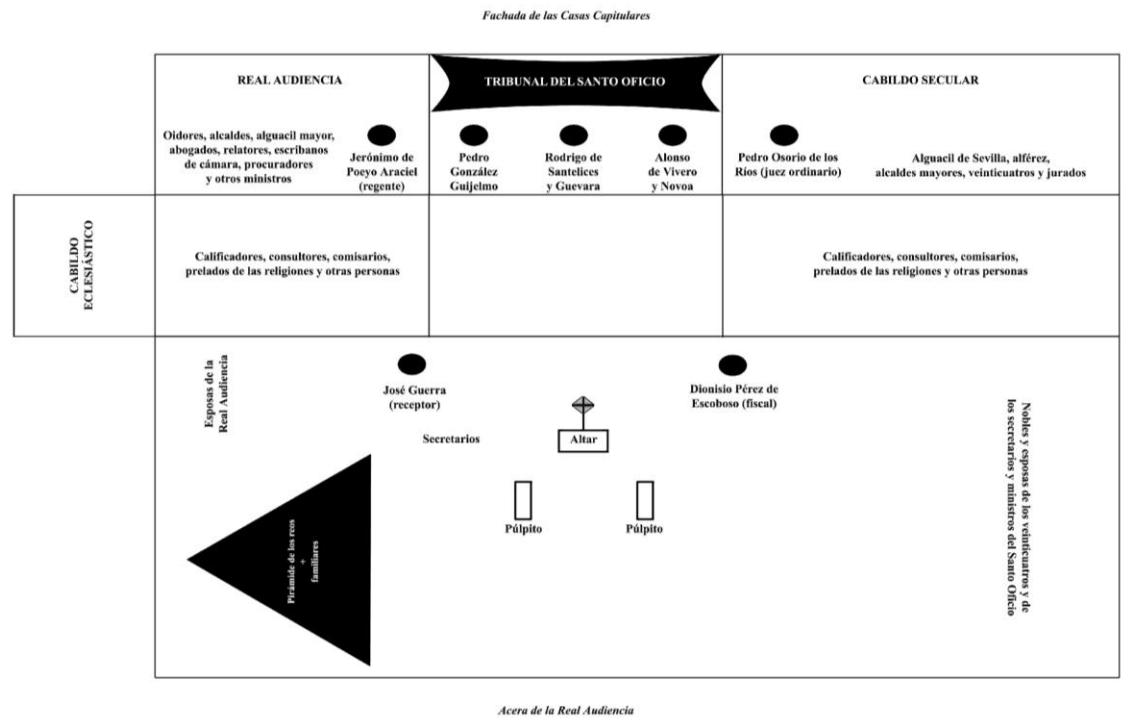 Fachada de las Casas Capitulares
REAL AUDIENCIA
TRIBUNAL DEL SANTO OFICIO
CABILDO SECULAR
Oidores, alcaldes, alguacil mayor,
abogados, relatores, escribanos
de cámara, procuradores
y otros ministros
Jerónimo de
Poeyo Araciel
(regente)
Pedro
González
Guijelmo
Rodrigo de
Santelices
y Guevara
Alonso
de Vivero
y Novoa
Pedro Osorio de los
Ríos (juez ordinario)
Alguacil de Sevilla, alférez,
alcaldes mayores, veinticuatros y jurados
CABILDO
ECLESIÁSTICO
Calificadores, consultores, comisarios,
prelados de las religiones y otras personas
Calificadores, consultores, comisarios,
prelados de las religiones y otras personas
Esposas de la
Real Audiencia
José Guerra
(receptor)
Dionisio Pérez de
Escoboso (fiscal)
Secretarios
Altar
Púlpito
Púlpito
Pirámide de los reos
+
familiares
Nobles y esposas de los veinticuatros y de
los secretarios y ministros del Santo Oficio
Acera de la Real Audiencia